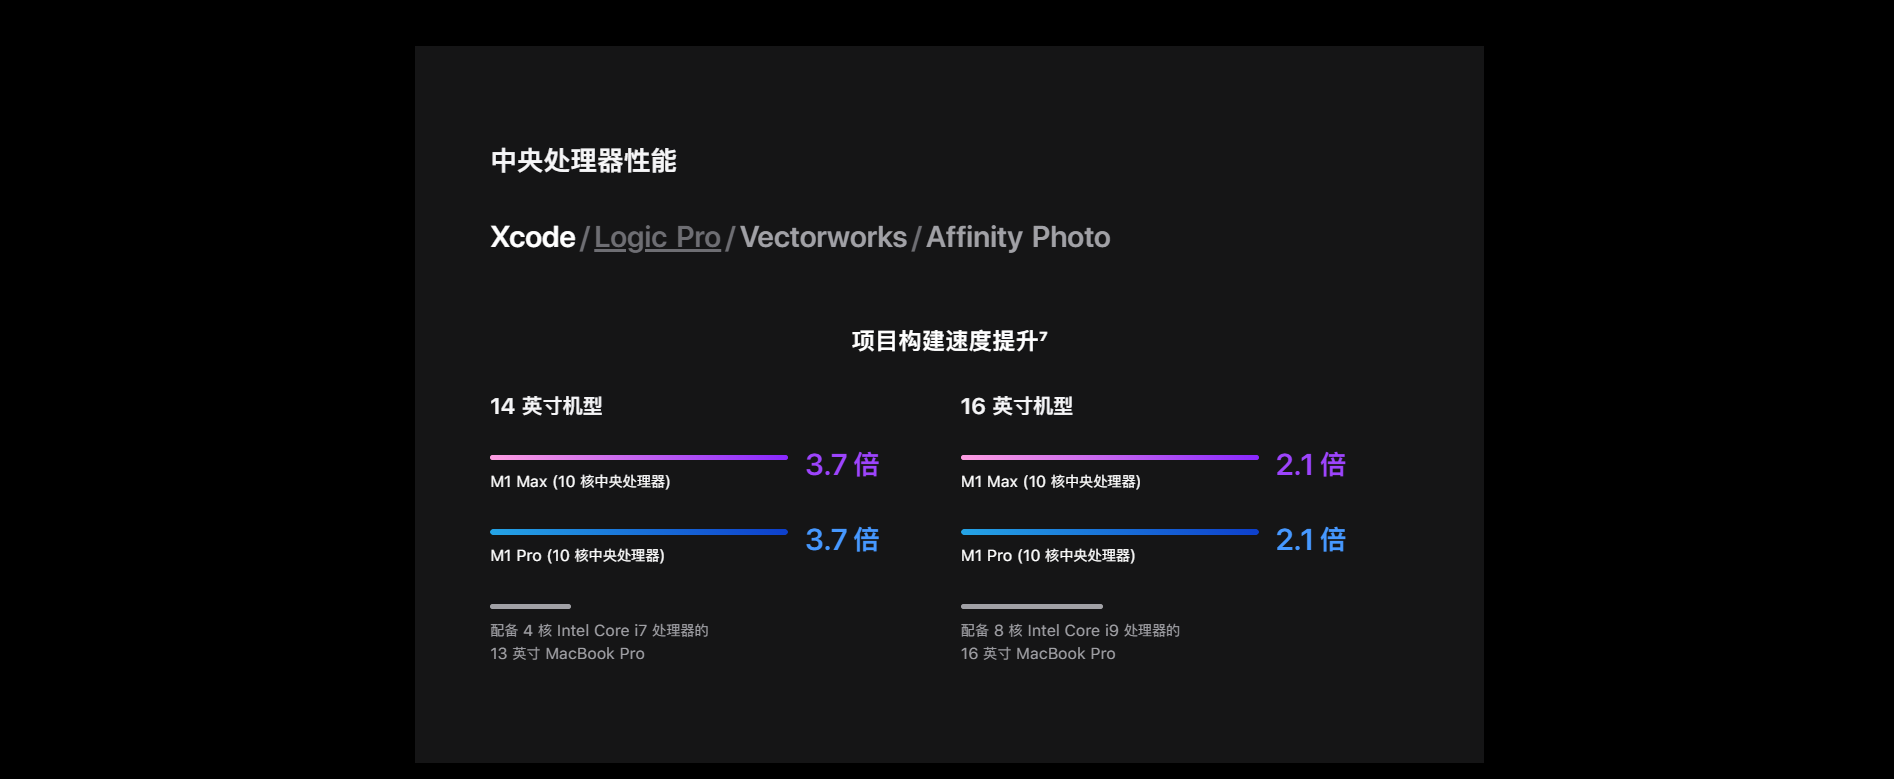 中央处理器性能
Xcode / Logic Pro / Vectorworks / Affinity Photo
项目构建速度提升⁷
14 英寸机型
3.7 倍
M1 Max (10 核中央处理器)
3.7 倍
M1 Pro (10 核中央处理器)
配备 4 核 Intel Core i7 处理器的
13 英寸 MacBook Pro
16 英寸机型
2.1 倍
M1 Max (10 核中央处理器)
2.1 倍
M1 Pro (10 核中央处理器)
配备 8 核 Intel Core i9 处理器的
16 英寸 MacBook Pro